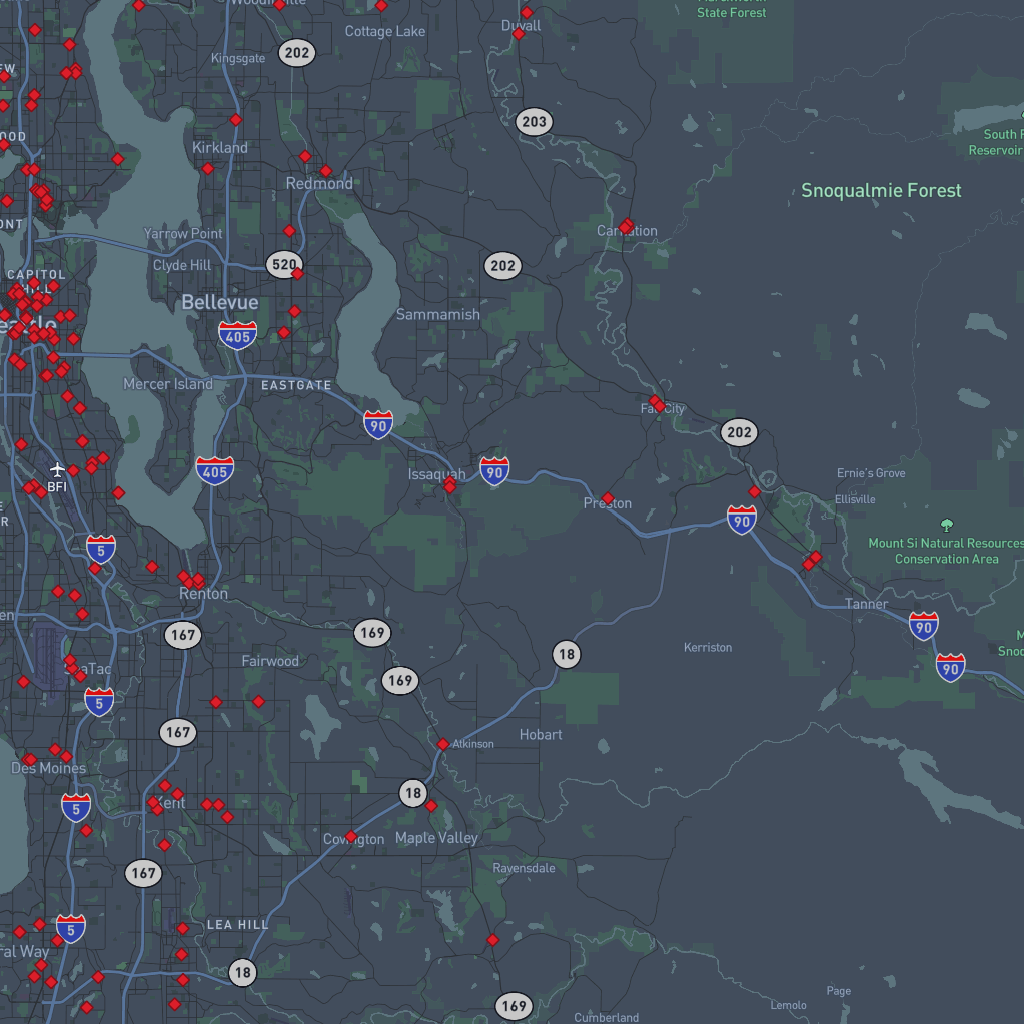 State Forest
Cottage Lake
Duvall
202
Kingsgate
203
Kirkland
South
Reservoir
Redmond
Snoqualmie Forest
Yarrow Point
Carnation
Clyde Hill
520
202
CAPITOL
HILL
Bellevue
Sammamish
405
Mercer Island
EASTGATE
Fall City
90
202
405
Issaquah
90
Ernie's Grove
BFI
Preston
Ellisville
90
5
Mount Si Natural Resources
Conservation Area
Renton
Tanner
167
169
90
18
Kerriston
Fairwood
SeaTac
90
169
5
167
Hobart
Atkinson
Des Moines
18
Kent
5
Covington
Maple Valley
167
Ravensdale
LEA HILL
5
Way
18
Page
169
Lemolo
Cumberland